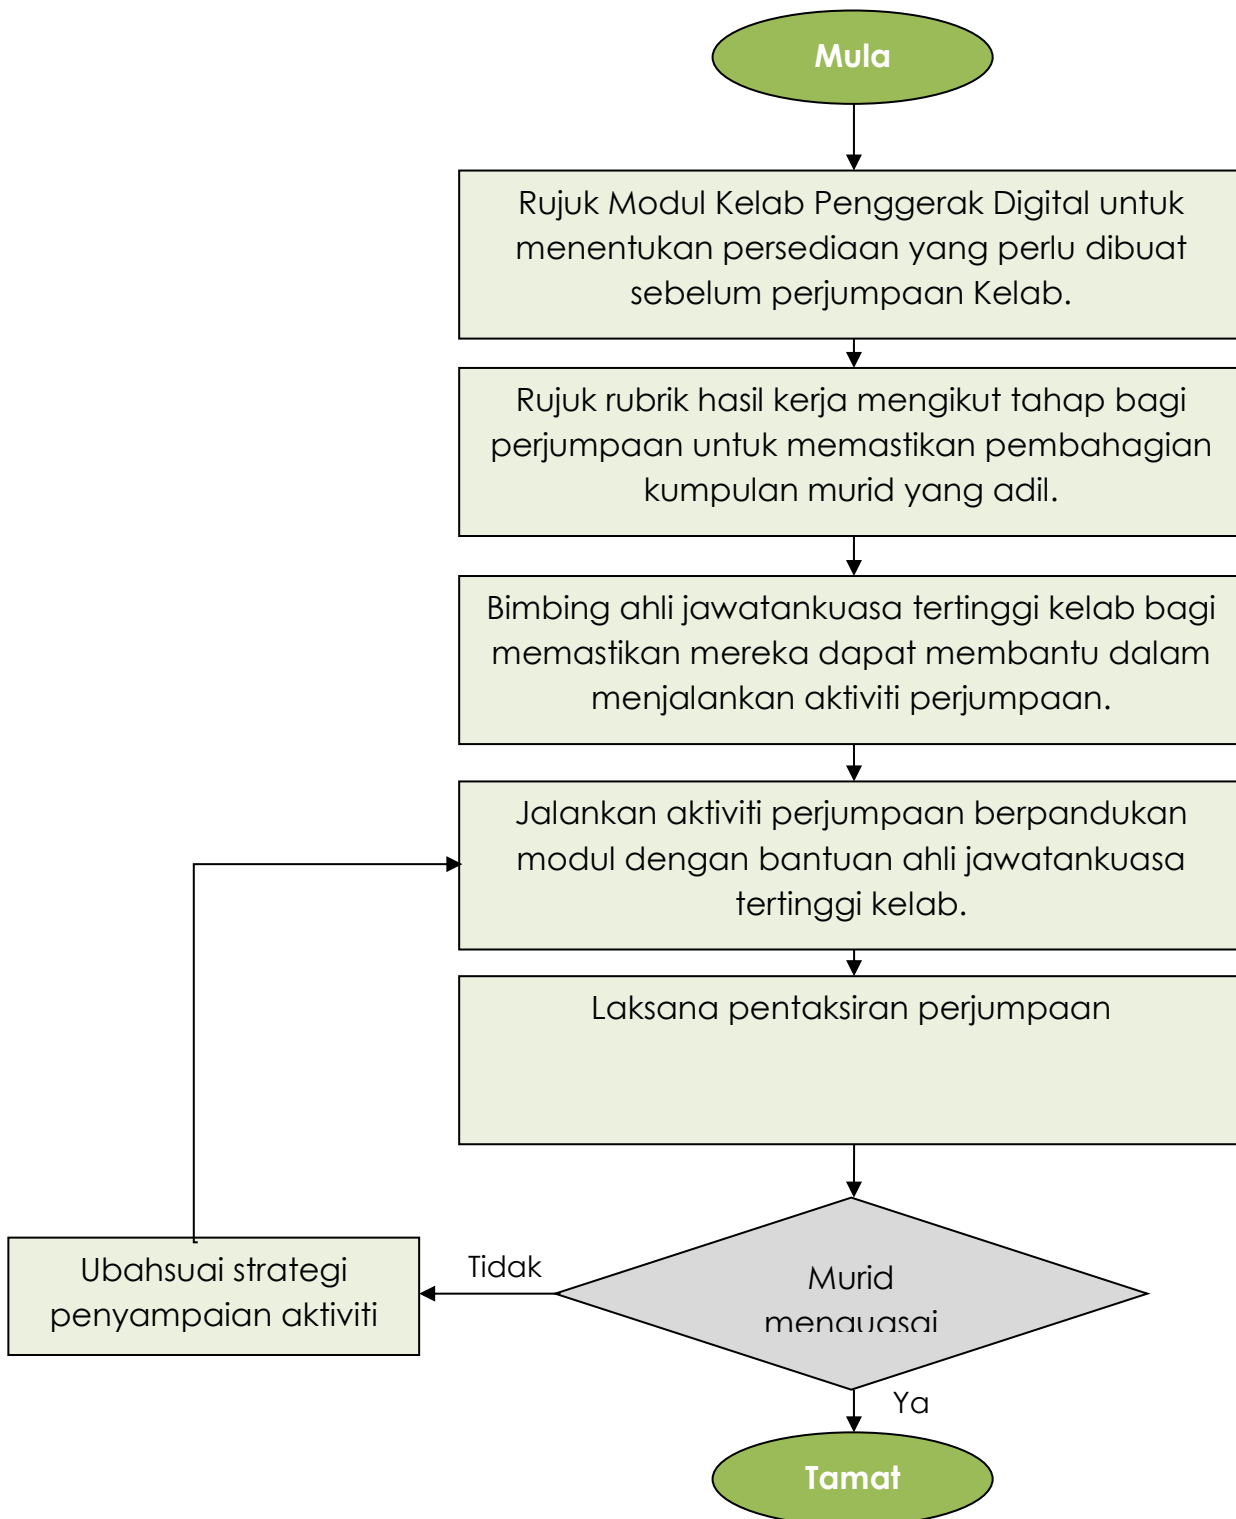 Mula
Rujuk Modul Kelab Penggerak Digital untuk
menentukan persediaan yang perlu dibuat
sebelum perjumpaan Kelab.
Rujuk rubrik hasil kerja mengikut tahap bagi
perjumpaan untuk memastikan pembahagian
kumpulan murid yang adil.
Bimbing ahli jawatankuasa tertinggi kelab bagi
memastikan mereka dapat membantu dalam
menjalankan aktiviti perjumpaan.
Jalankan aktiviti perjumpaan berpandukan
modul dengan bantuan ahli jawatankuasa
tertinggi kelab.
Laksana pentaksiran perjumpaan
Ubahsuai strategi
penyampaian aktiviti
Tidak
Murid
menguasai
Ya
Tamat